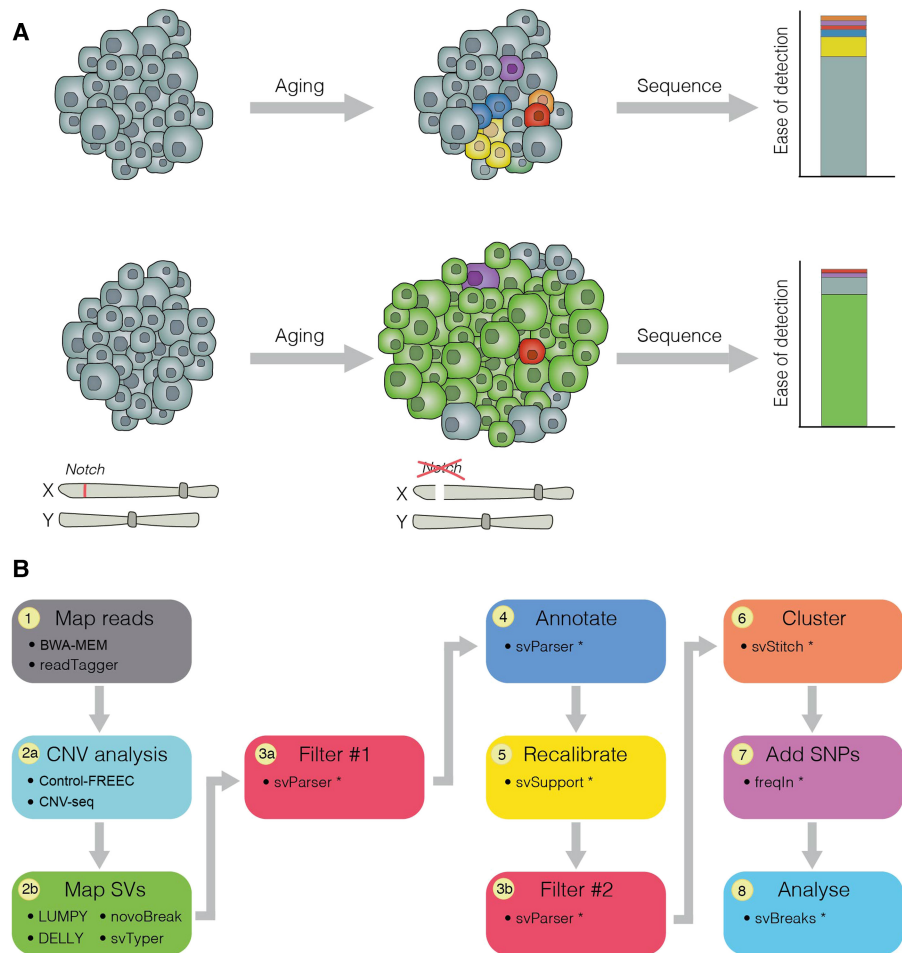 A
Aging
Sequence
Ease of detection
Aging
Sequence
Ease of detection
Notch
X
Y
Notch
X
Y
B
1 Map reads
• BWA-MEM
• readTagger
2a CNV analysis
• Control-FREEC
• CNV-seq
2b Map SVs
• LUMPY • novoBreak
• DELLY • svTyper
3a Filter #1
• svParser *
4 Annotate
• svParser *
5 Recalibrate
• svSupport *
3b Filter #2
• svParser *
6 Cluster
• svStitch *
7 Add SNPs
• freqIn *
8 Analyse
• svBreaks *